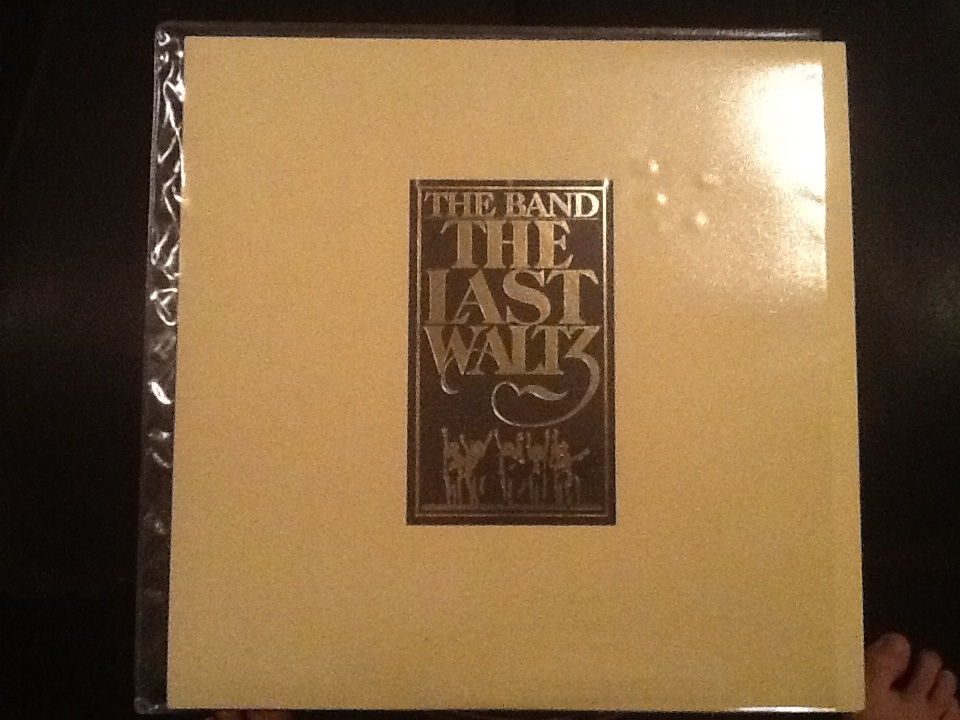 THE BAND
THE
LAST
WALTZ